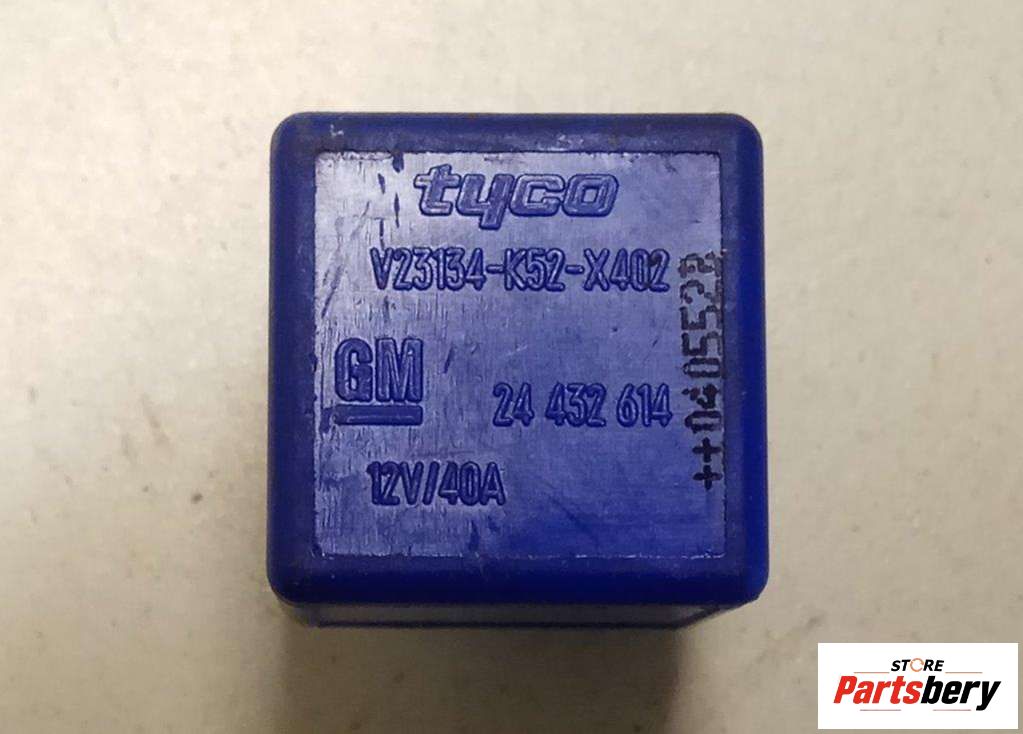 tyco
V23134-K52-X402
GM
24 432 614
12V/40A
++040552B
STORE
Partsbery